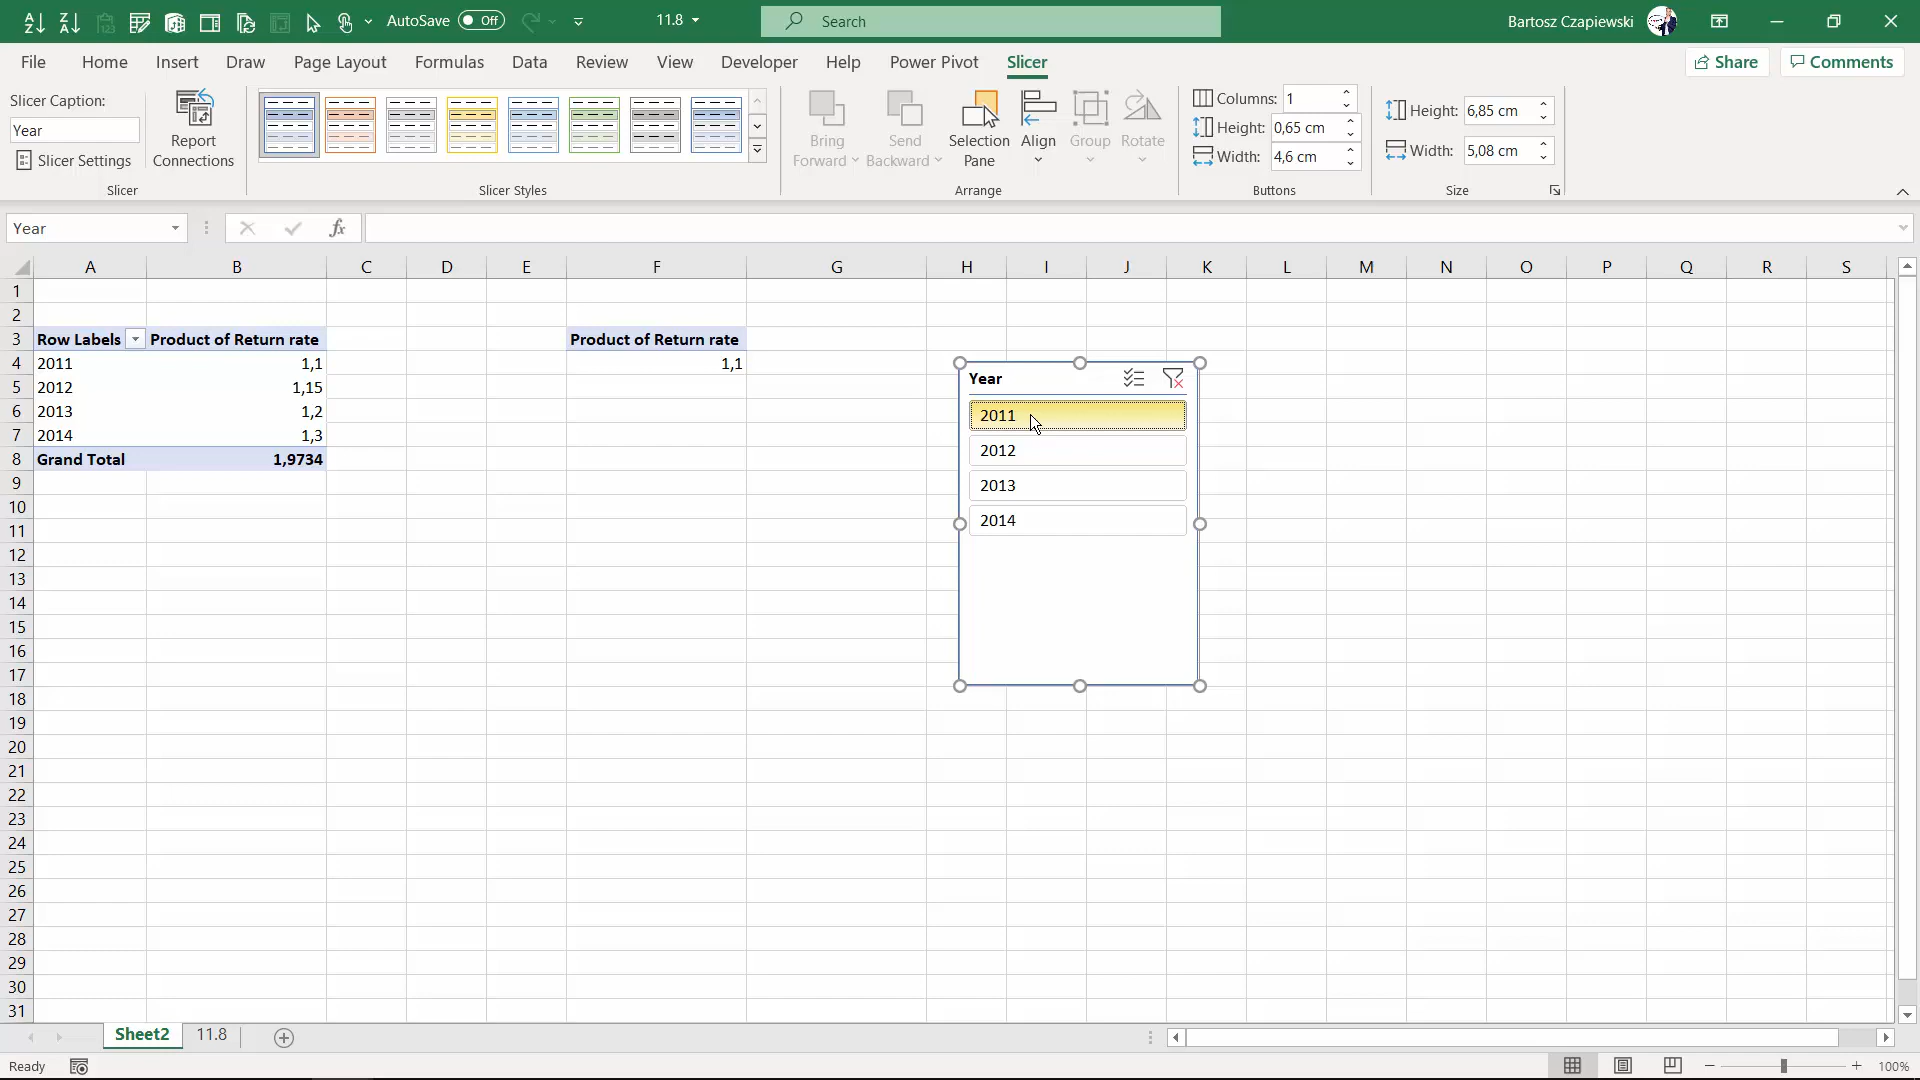 AutoSave Off 11.8 Search Bartosz Czapiewski
File Home Insert Draw Page Layout Formulas Data Review View Developer Help Power Pivot Slicer Share Comments
Slicer Caption:
Year
Slicer Settings
Report Connections
Slicer
Slicer Styles
Bring Forward
Send Backward
Selection Pane
Align
Group
Rotate
Arrange
Columns: 1
Height: 0,65 cm
Width: 4,6 cm
Buttons
Height: 6,85 cm
Width: 5,08 cm
Size
Year fx
A B C D E F G H I J K L M N O P Q R S
1
2
3 Row Labels Product of Return rate Product of Return rate
4 2011 1,1 1,1
5 2012 1,15
6 2013 1,2
7 2014 1,3
8 Grand Total 1,9734
9
10
11
12
13
14
15
16
17
18
19
20
21
22
23
24
25
26
27
28
29
30
31
Year
2011
2012
2013
2014
Sheet2 11.8
Ready 100%